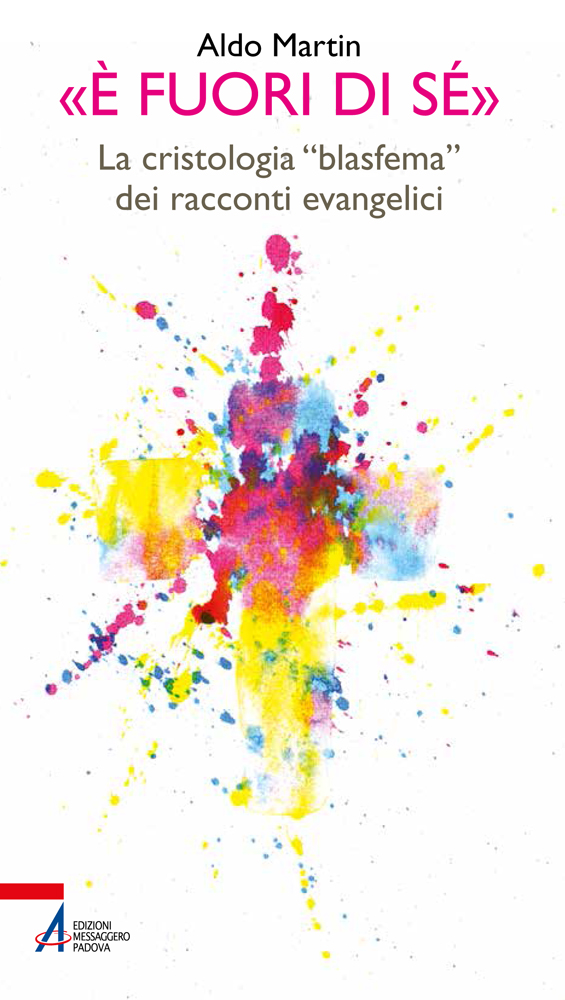 Aldo Martin
«È FUORI DI SÉ»
La cristologia “blasfema”
dei racconti evangelici
EDIZIONI
MESSAGGERO
PADOVA